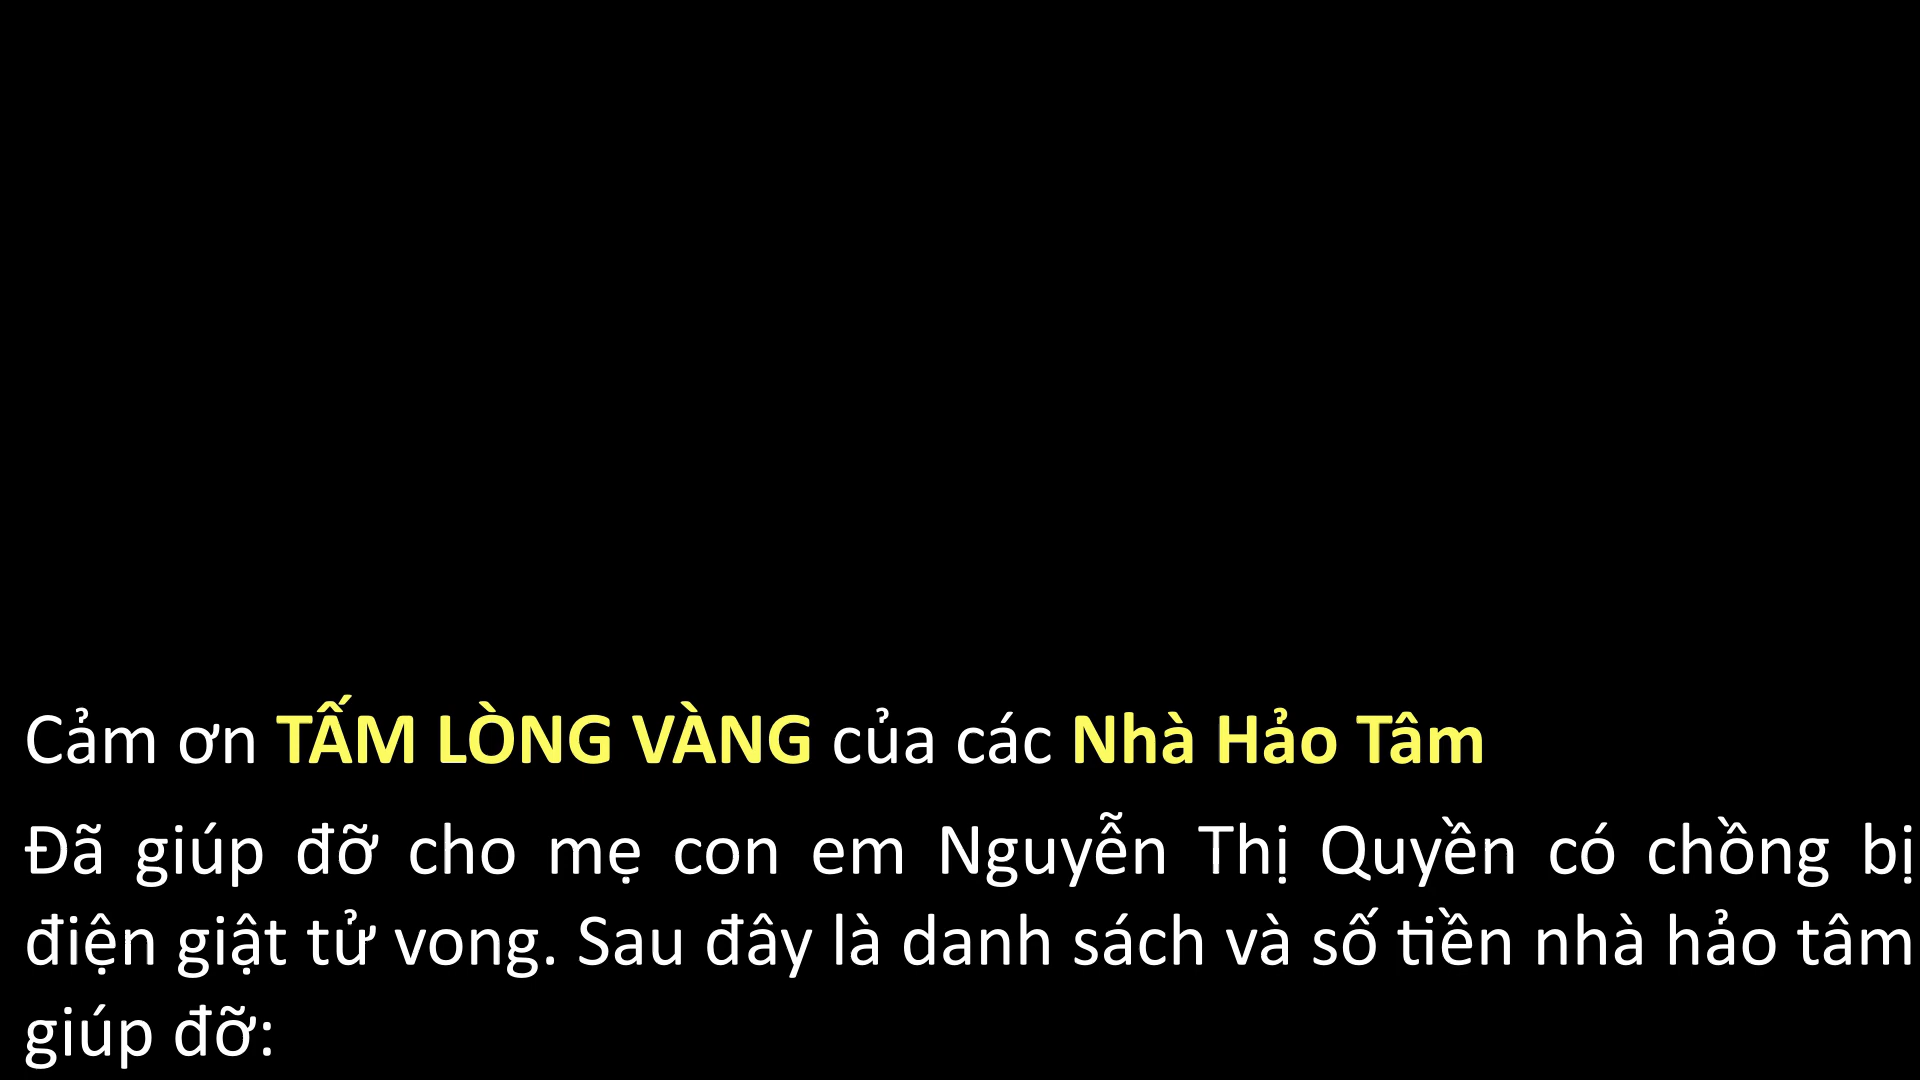 Cảm ơn TẤM LÒNG VÀNG của các Nhà Hảo Tâm
Đã giúp đỡ cho mẹ con em Nguyễn Thị Quyền có chồng bị
điện giật tử vong. Sau đây là danh sách và số tiền nhà hảo tâm
giúp đỡ: